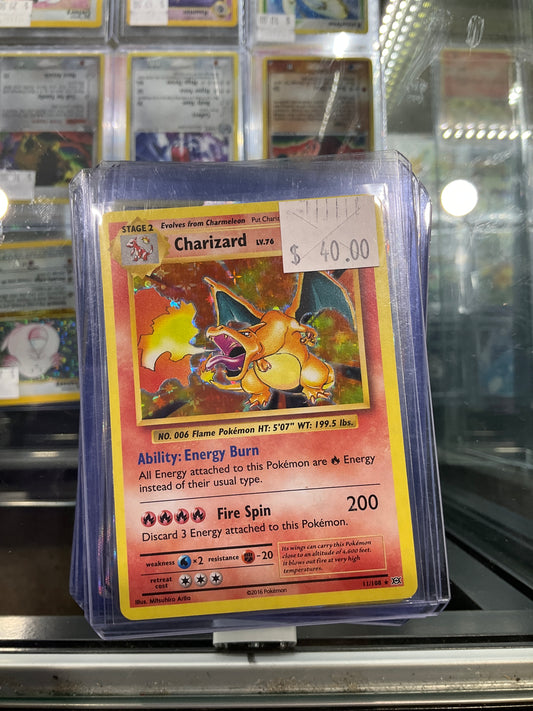 STAGE 2
Evolves from Charmeleon
Put Chariz
Charizard LV.76
$ 40.00
NO. 006 Flame Pokémon HT: 5'07" WT: 199.5 lbs.
Ability: Energy Burn
All Energy attached to this Pokémon are Energy
instead of their usual type.
Fire Spin 200
Discard 3 Energy attached to this Pokémon.
weakness ×2 resistance -20
retreat
cost
Its wings can carry this Pokémon
close to an altitude of 4,600 feet.
It blows out fire at very high
temperatures.
Illus. Mitsuhiro Arita
©2016 Pokémon
11/108 ★